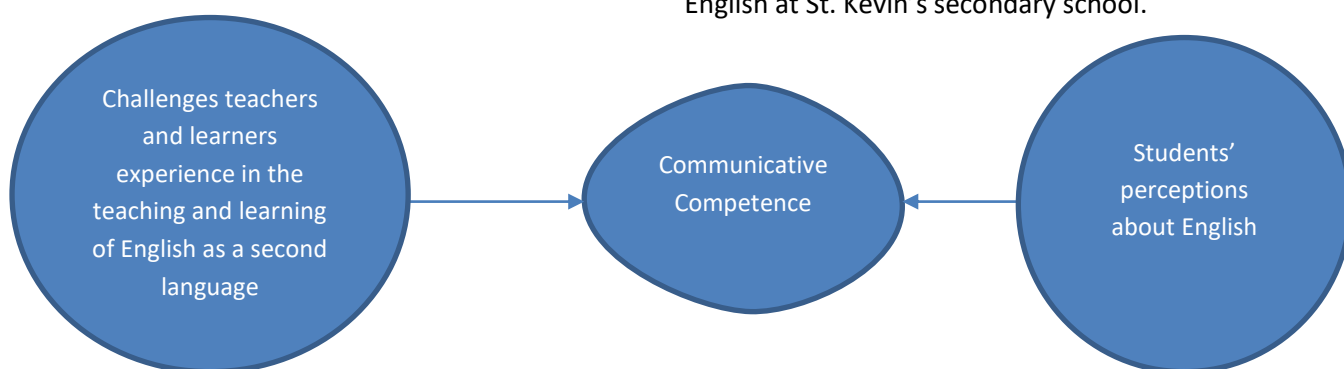 English at St. Kevin's secondary school.
Challenges teachers
and learners
experience in the
teaching and learning
of English as a second
language
Communicative
Competence
Students’
perceptions
about English